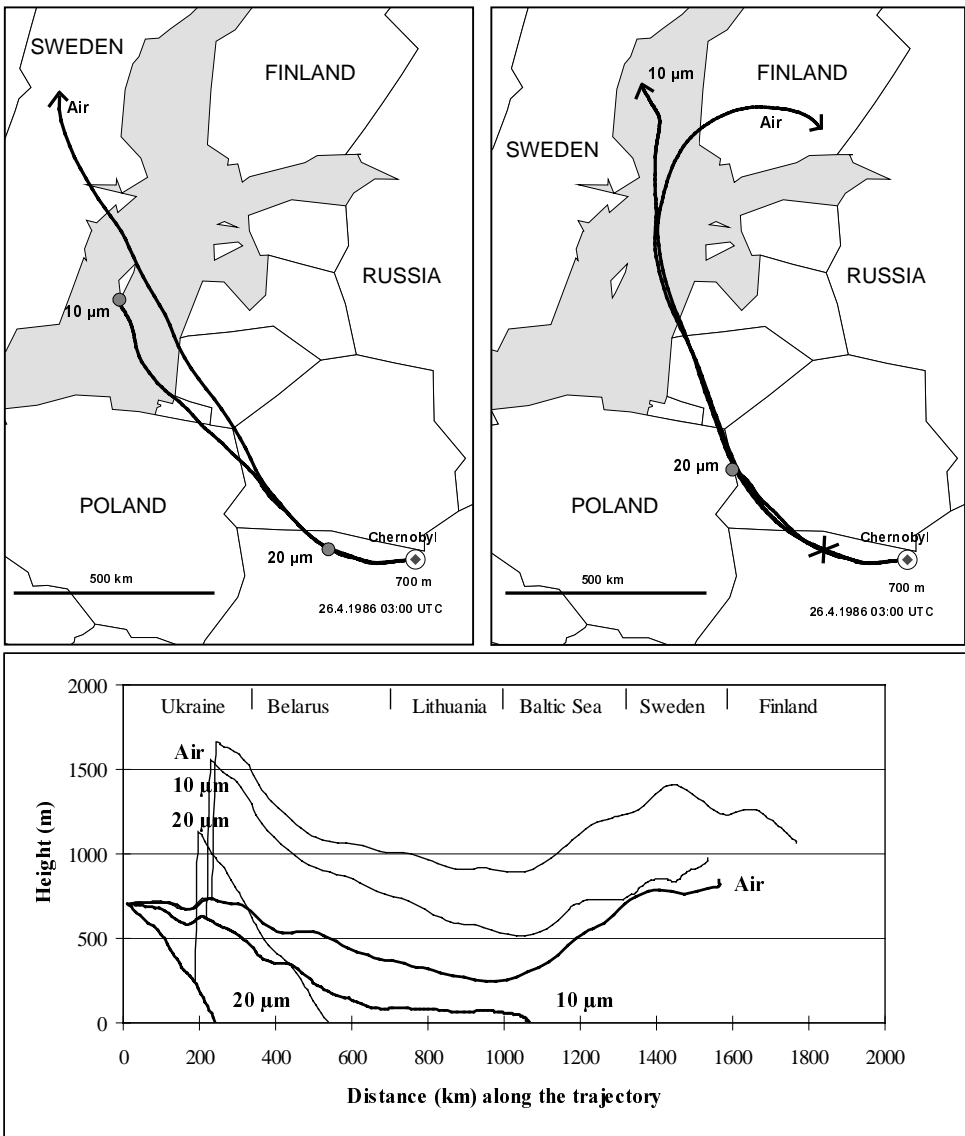 SWEDEN
FINLAND
Air
RUSSIA
10 µm
POLAND
20 µm
Chernobyl
500 km
700 m
26.4.1986 03:00 UTC
10 µm
FINLAND
Air
SWEDEN
RUSSIA
20 µm
POLAND
Chernobyl
500 km
700 m
26.4.1986 03:00 UTC
2000
Ukraine | Belarus | Lithuania | Baltic Sea | Sweden | Finland
Air
1500
10 µm
20 µm
1000
Height (m)
Air
500
20 µm
10 µm
0
0 200 400 600 800 1000 1200 1400 1600 1800 2000
Distance (km) along the trajectory